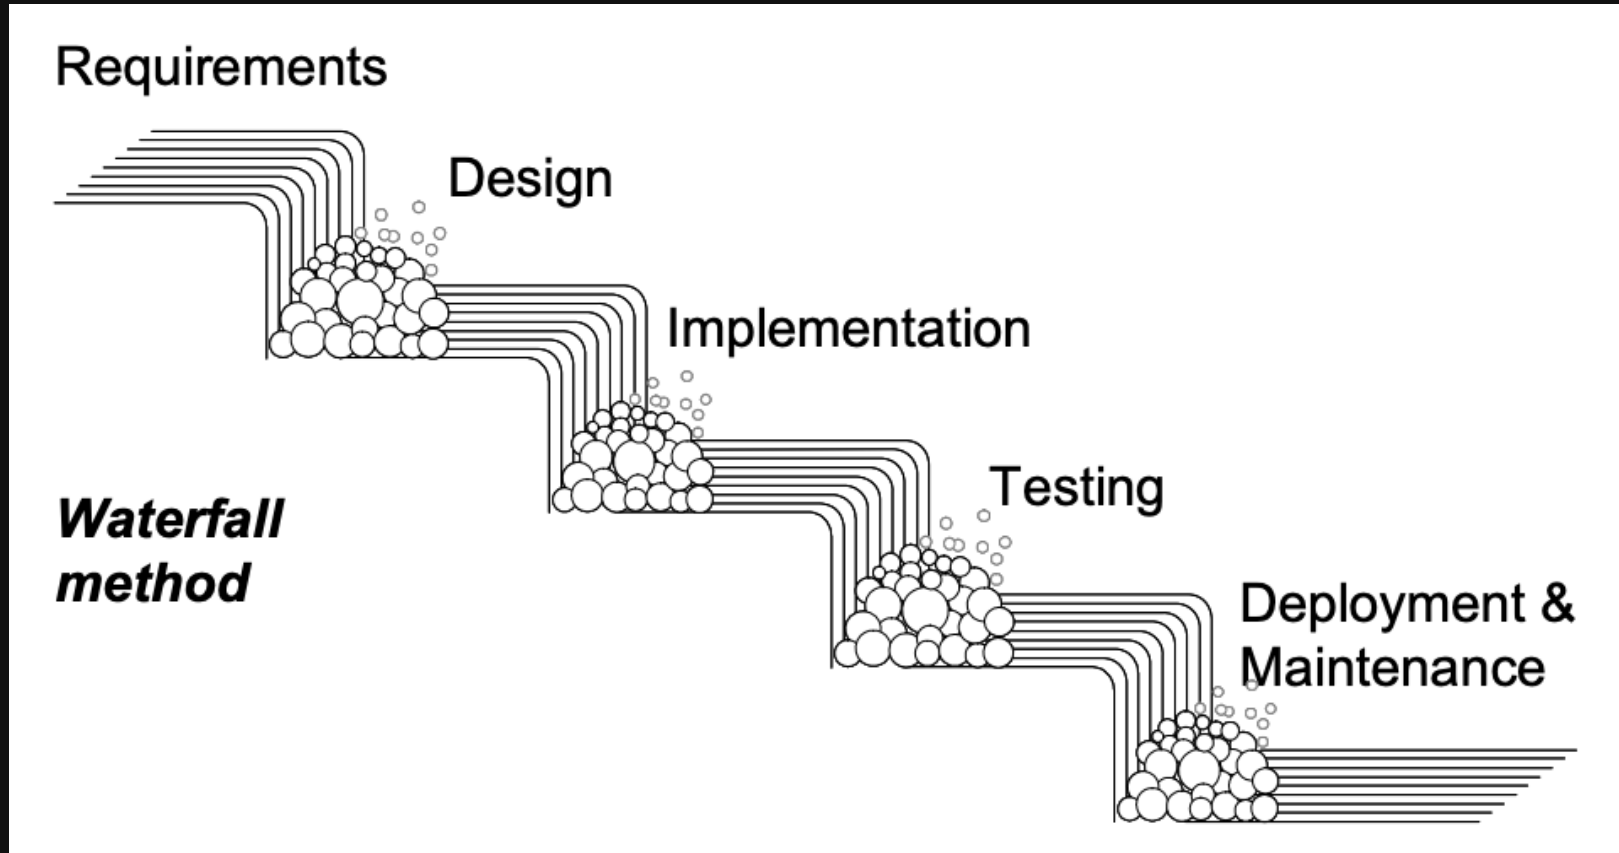 Requirements
Design
Implementation
Testing
Waterfall
method
Deployment &
Maintenance